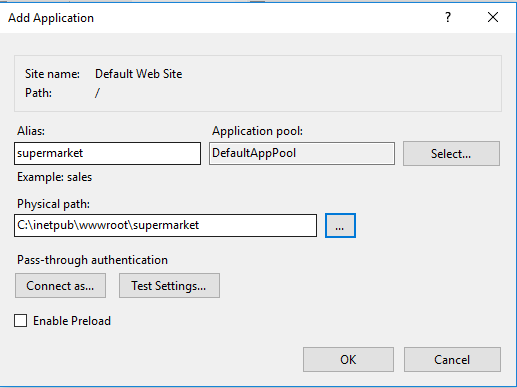 Add Application
?
Site name: Default Web Site
Path: /
Alias: Application pool:
supermarket DefaultAppPool Select...
Example: sales
Physical path:
C:\inetpub\wwwroot\supermarket ...
Pass-through authentication
Connect as... Test Settings...
Enable Preload
OK Cancel